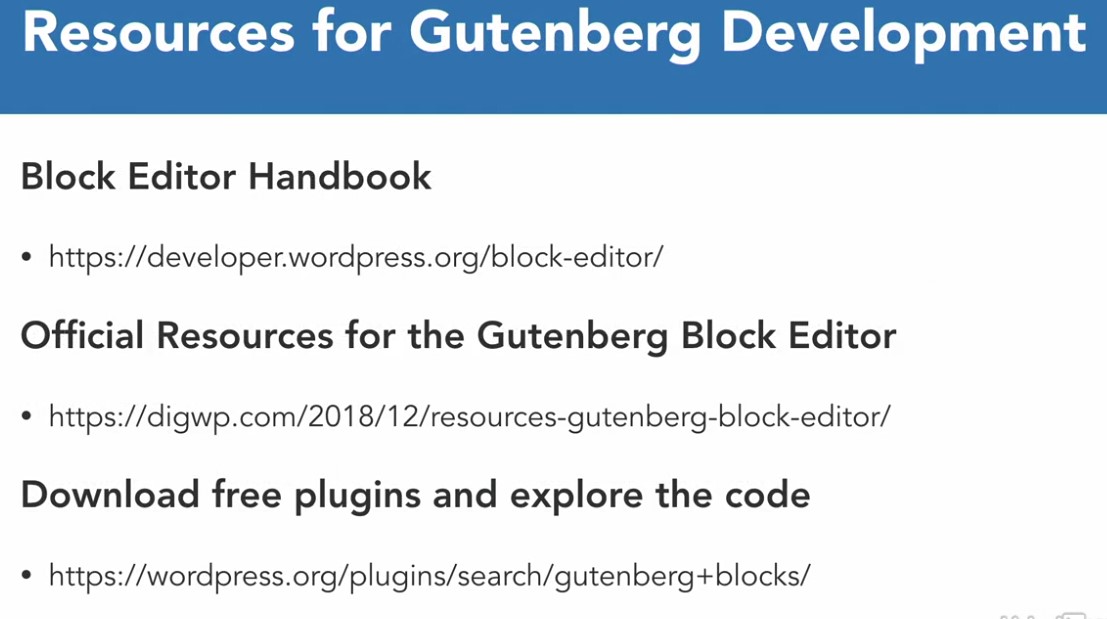 Resources for Gutenberg Development
Block Editor Handbook
• https://developer.wordpress.org/block-editor/
Official Resources for the Gutenberg Block Editor
• https://digwp.com/2018/12/resources-gutenberg-block-editor/
Download free plugins and explore the code
• https://wordpress.org/plugins/search/gutenberg+blocks/